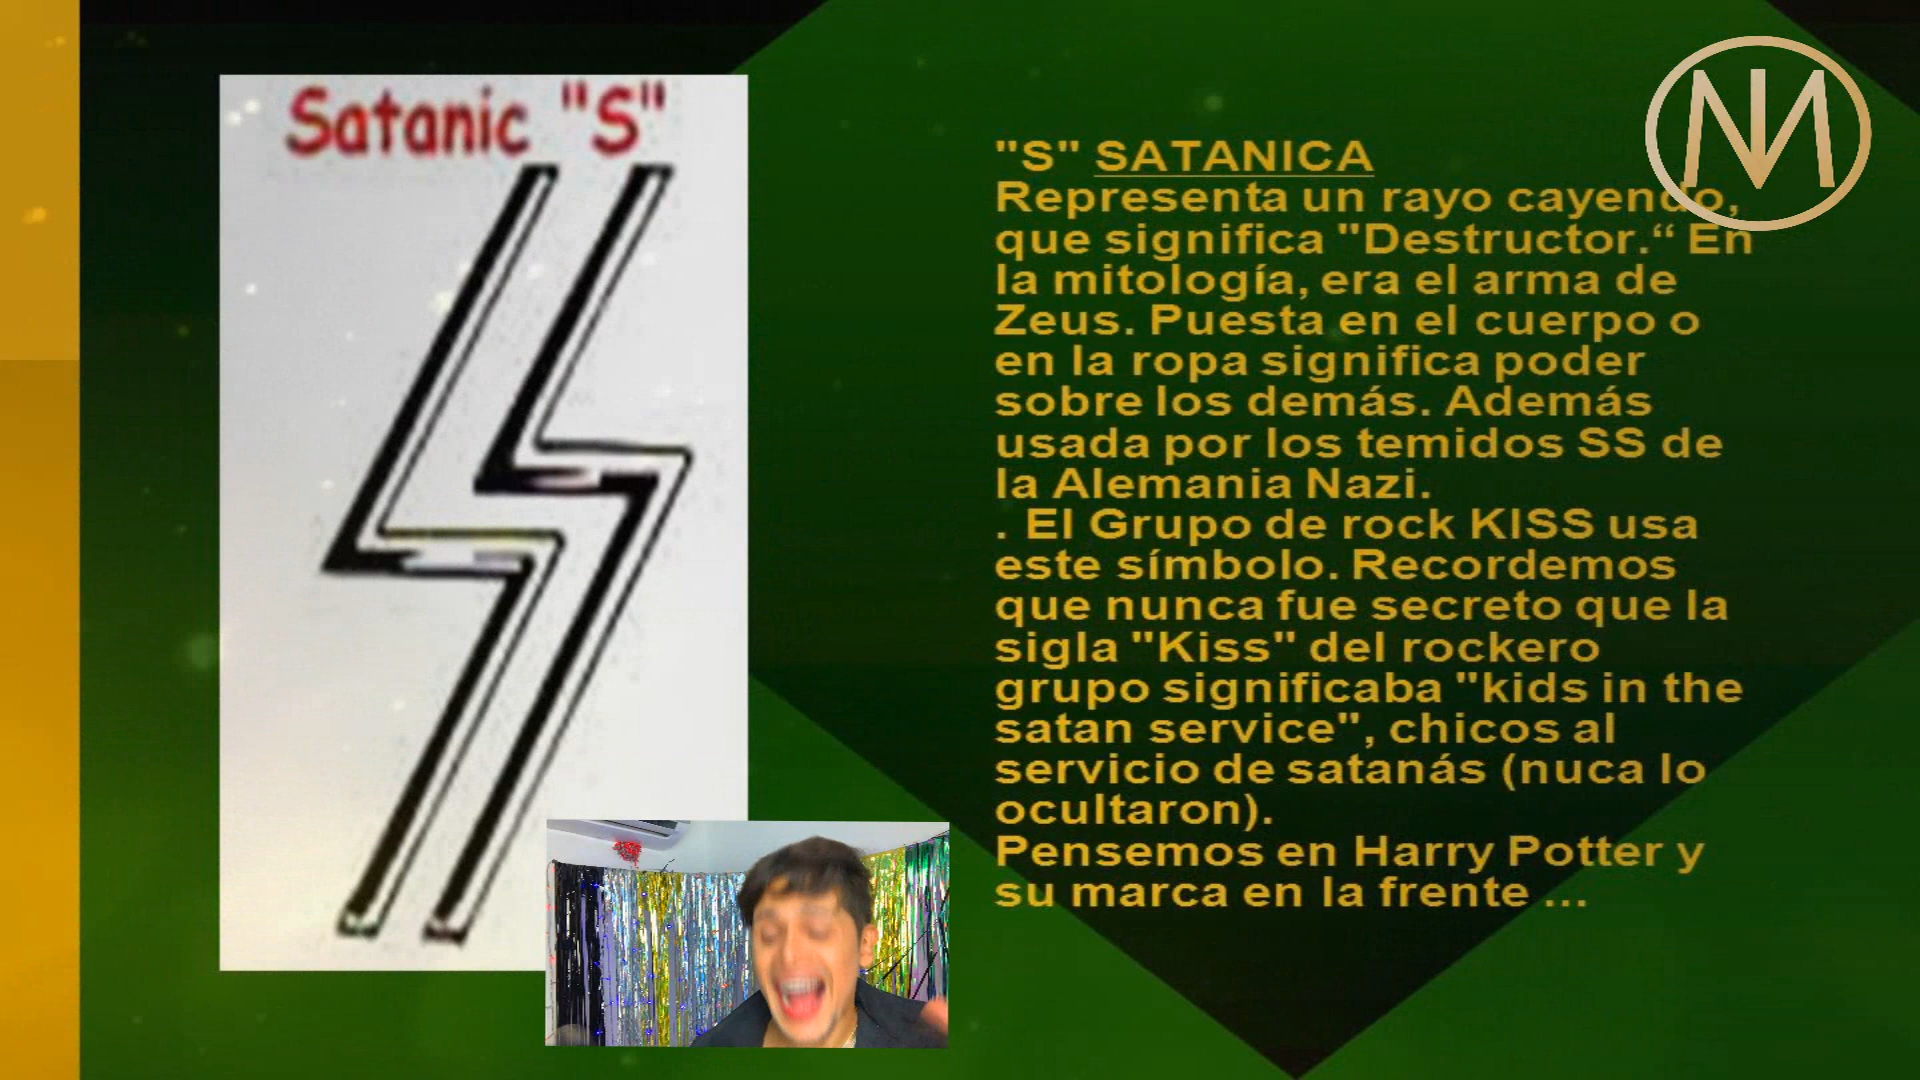 Satanic "S"
"S" SATANICA
Representa un rayo cayendo,
que significa "Destructor.“ En
la mitología, era el arma de
Zeus. Puesta en el cuerpo o
en la ropa significa poder
sobre los demás. Además
usada por los temidos SS de
la Alemania Nazi.
. El Grupo de rock KISS usa
este símbolo. Recordemos
que nunca fue secreto que la
sigla "Kiss" del rockero
grupo significaba "kids in the
satan service", chicos al
servicio de satanás (nuca lo
ocultaron).
Pensemos en Harry Potter y
su marca en la frente ...